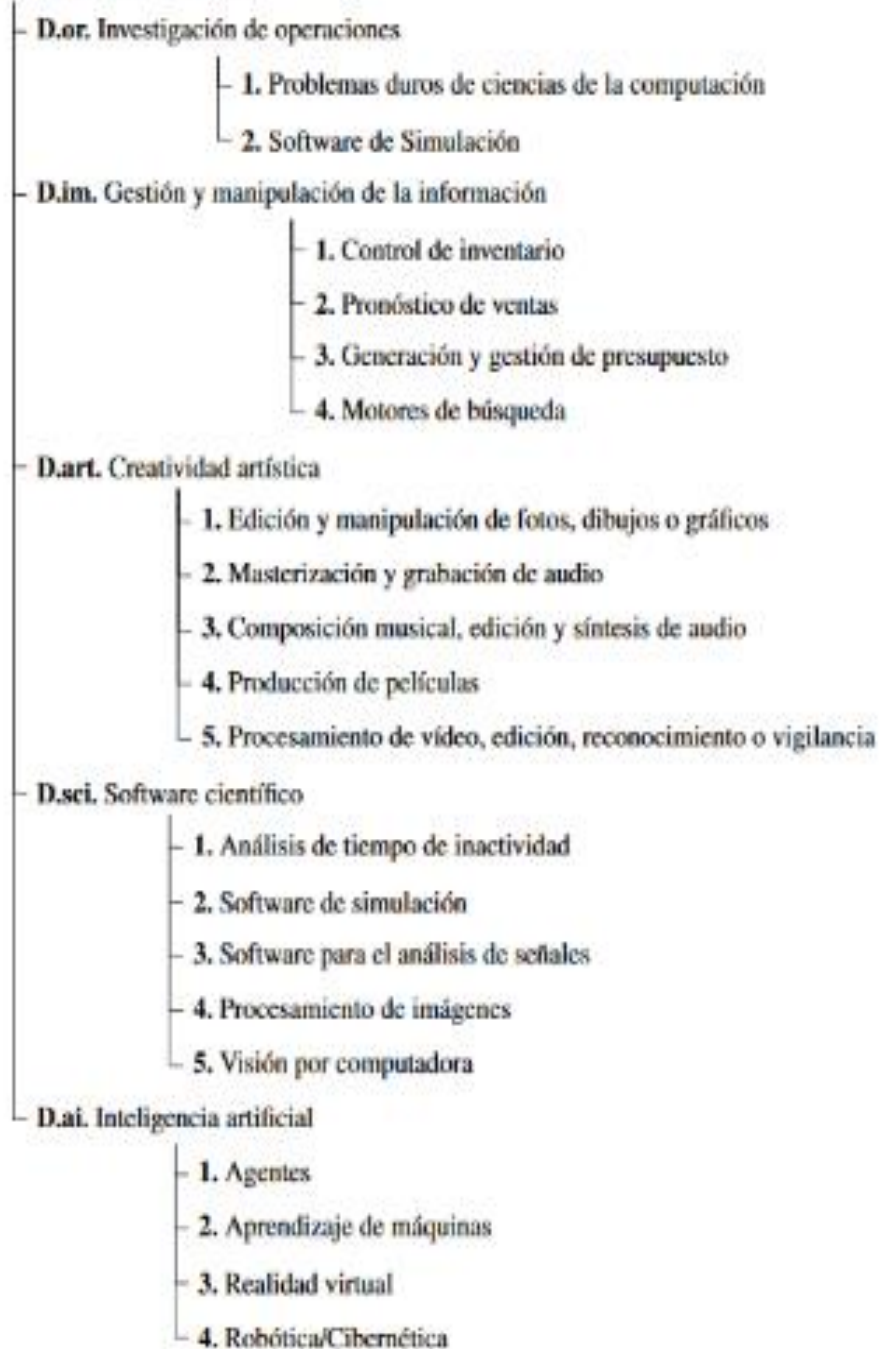 D.or. Investigación de operaciones
1. Problemas duros de ciencias de la computación
2. Software de Simulación
D.im. Gestión y manipulación de la información
1. Control de inventario
2. Pronóstico de ventas
3. Generación y gestión de presupuesto
4. Motores de búsqueda
D.art. Creatividad artística
1. Edición y manipulación de fotos, dibujos o gráficos
2. Masterización y grabación de audio
3. Composición musical, edición y síntesis de audio
4. Producción de películas
5. Procesamiento de vídeo, edición, reconocimiento o vigilancia
D.sci. Software científico
1. Análisis de tiempo de inactividad
2. Software de simulación
3. Software para el análisis de señales
4. Procesamiento de imágenes
5. Visión por computadora
D.ai. Inteligencia artificial
1. Agentes
2. Aprendizaje de máquinas
3. Realidad virtual
4. Robótica/Cibernética